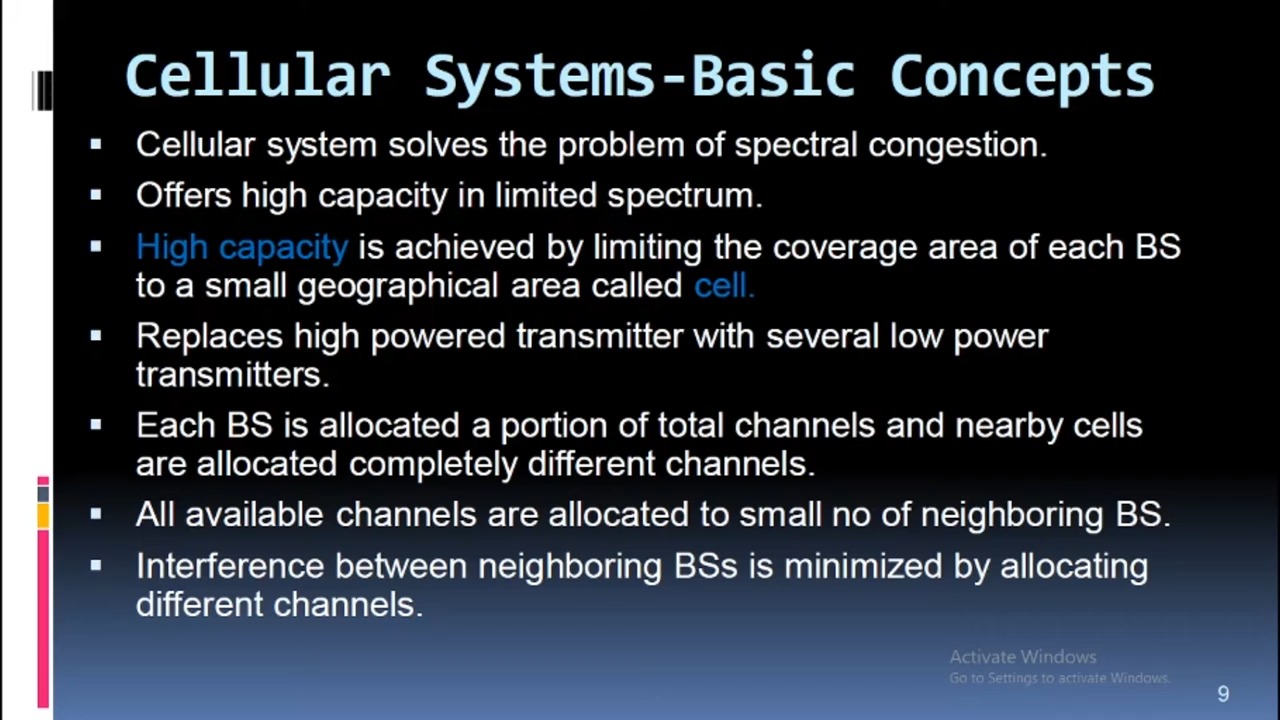 Cellular Systems-Basic Concepts
▪ Cellular system solves the problem of spectral congestion.
▪ Offers high capacity in limited spectrum.
▪ High capacity is achieved by limiting the coverage area of each BS
to a small geographical area called cell.
▪ Replaces high powered transmitter with several low power
transmitters.
▪ Each BS is allocated a portion of total channels and nearby cells
are allocated completely different channels.
▪ All available channels are allocated to small no of neighboring BS.
▪ Interference between neighboring BSs is minimized by allocating
different channels.
Activate Windows
Go to Settings to activate Windows.
9